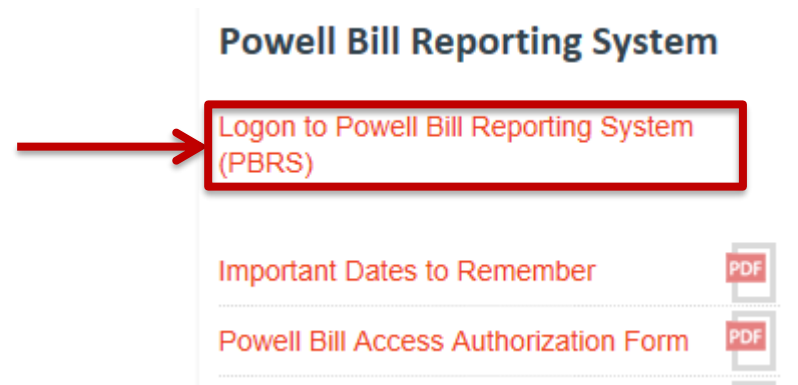 Powell Bill Reporting System
Logon to Powell Bill Reporting System
(PBRS)
Important Dates to Remember
PDF
Powell Bill Access Authorization Form
PDF